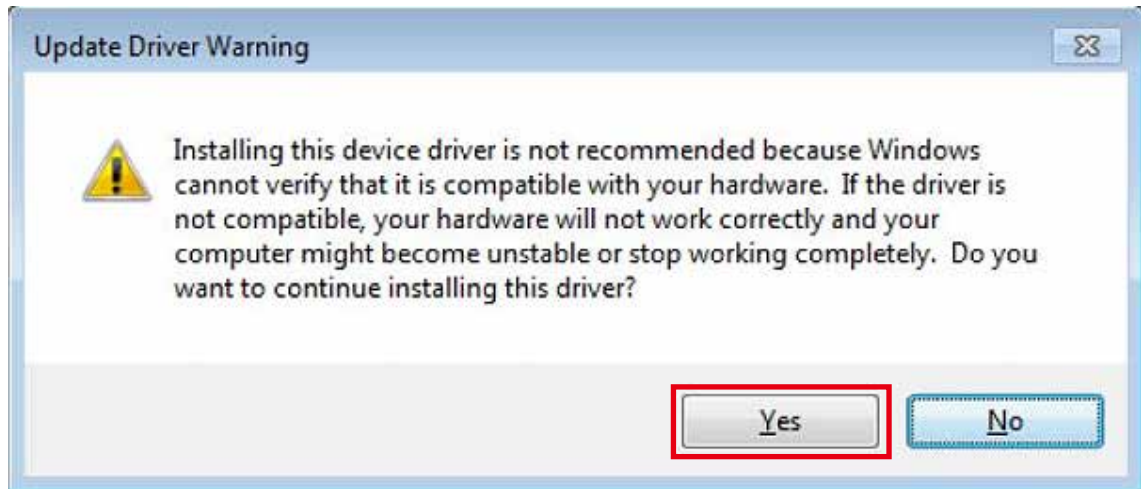 Update Driver Warning
Installing this device driver is not recommended because Windows
cannot verify that it is compatible with your hardware.  If the driver is
not compatible, your hardware will not work correctly and your
computer might become unstable or stop working completely.  Do you
want to continue installing this driver?
Yes
No